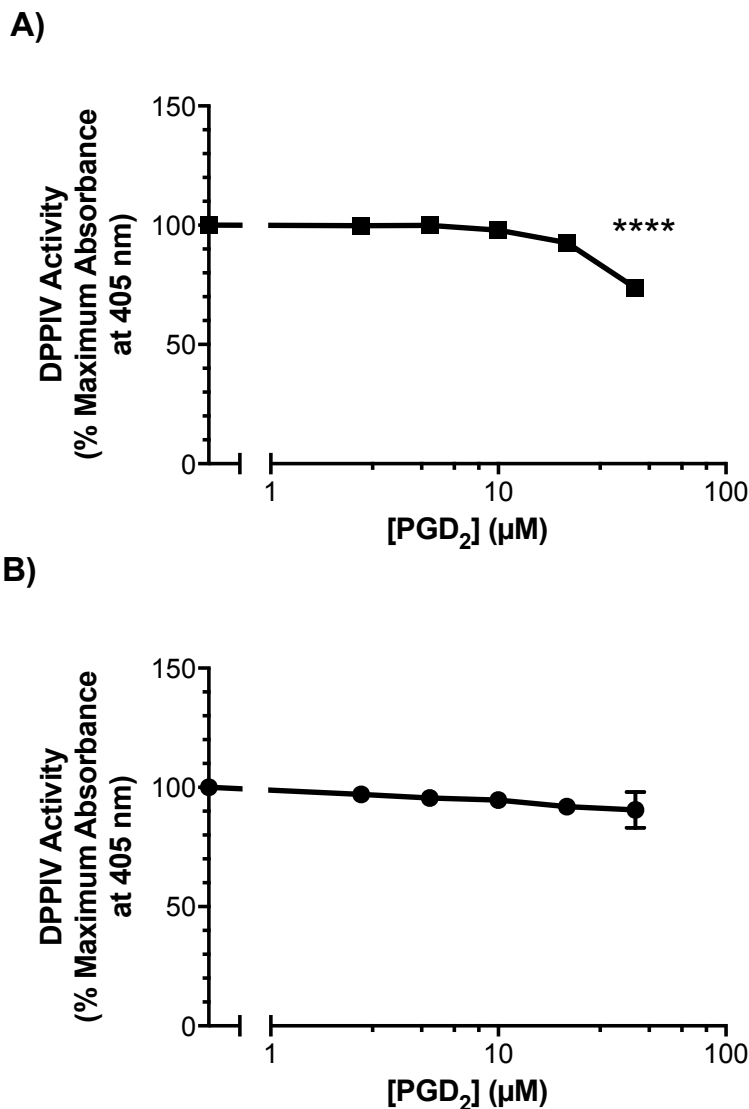 A)
150
100
50
0
DPPIV Activity
(% Maximum Absorbance
at 405 nm)
****
1
10
100
[PGD₂] (µM)
B)
150
100
50
0
DPPIV Activity
(% Maximum Absorbance
at 405 nm)
1
10
100
[PGD₂] (µM)